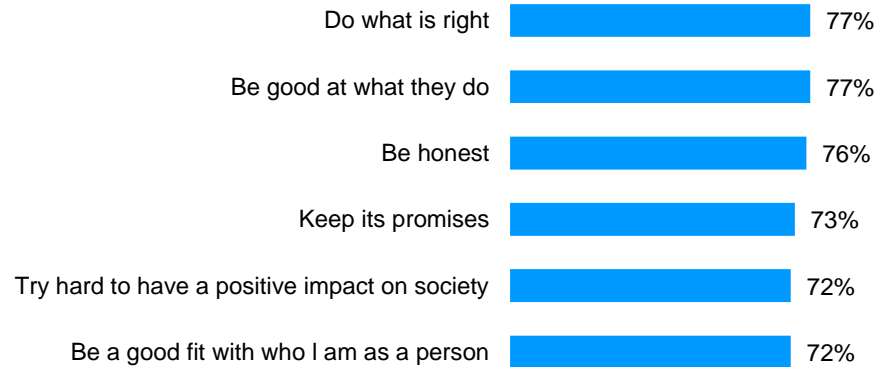 Do what is right 77%
Be good at what they do 77%
Be honest 76%
Keep its promises 73%
Try hard to have a positive impact on society 72%
Be a good fit with who I am as a person 72%